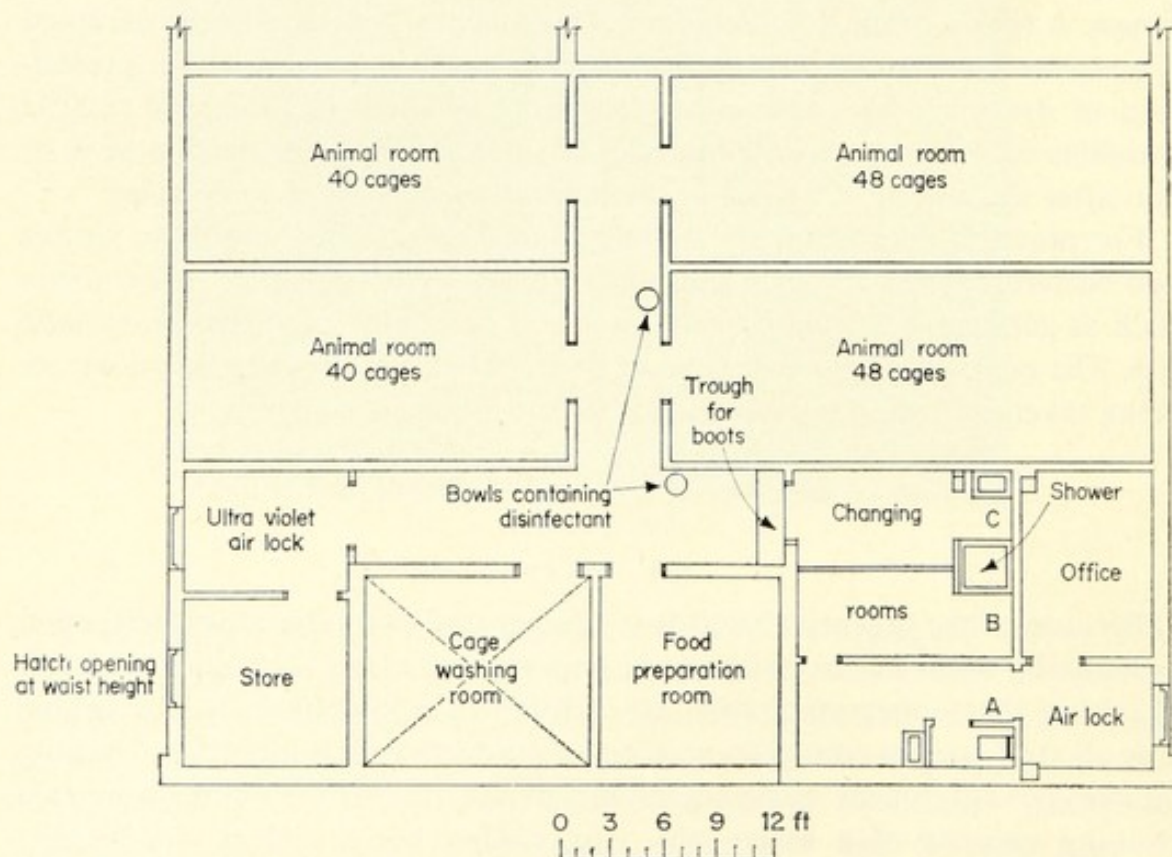 Animal room
40 cages
Animal room
48 cages
Animal room
40 cages
Animal room
48 cages
Trough
for
boots
Bowls containing
disinfectant
Ultra violet
air lock
Changing
C
Shower
Office
rooms
B
Hatch opening
at waist height
Store
Cage
washing
room
Food
preparation
room
A
Air lock
0 3 6 9 12 ft